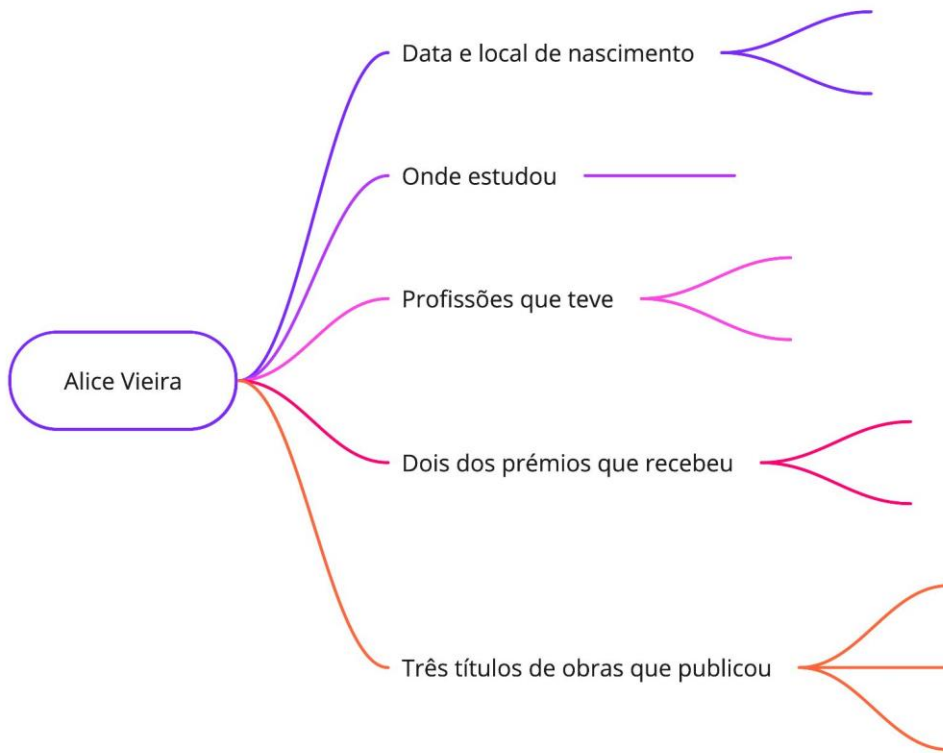 Data e local de nascimento
Onde estudou
Profissões que teve
Alice Vieira
Dois dos prémios que recebeu
Três títulos de obras que publicou